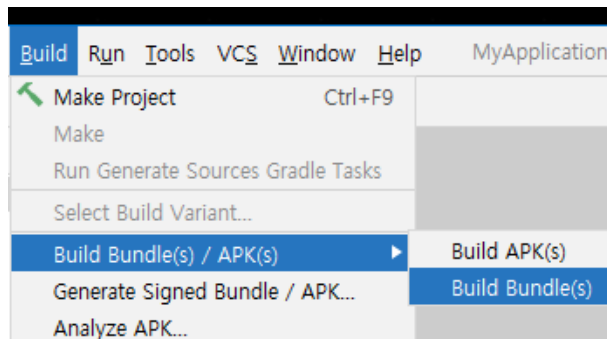 Build Run Tools VCS Window Help MyApplication
Make Project Ctrl+F9
Make
Run Generate Sources Gradle Tasks
Select Build Variant...
Build Bundle(s) / APK(s)
Build APK(s)
Generate Signed Bundle / APK...
Build Bundle(s)
Analyze APK...